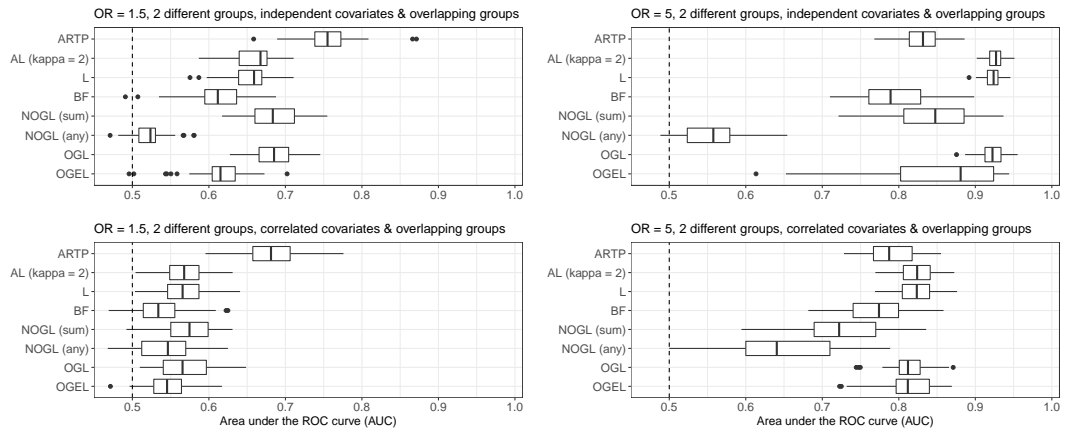 OR = 1.5, 2 different groups, independent covariates & overlapping groups
ARTP
AL (kappa = 2)
L
BF
NOGL (sum)
NOGL (any)
OGL
OGEL
0.5 0.6 0.7 0.8 0.9 1.0
OR = 5, 2 different groups, independent covariates & overlapping groups
ARTP
AL (kappa = 2)
L
BF
NOGL (sum)
NOGL (any)
OGL
OGEL
0.5 0.6 0.7 0.8 0.9 1.0
OR = 1.5, 2 different groups, correlated covariates & overlapping groups
ARTP
AL (kappa = 2)
L
BF
NOGL (sum)
NOGL (any)
OGL
OGEL
0.5 0.6 0.7 0.8 0.9 1.0
Area under the ROC curve (AUC)
OR = 5, 2 different groups, correlated covariates & overlapping groups
ARTP
AL (kappa = 2)
L
BF
NOGL (sum)
NOGL (any)
OGL
OGEL
0.5 0.6 0.7 0.8 0.9 1.0
Area under the ROC curve (AUC)